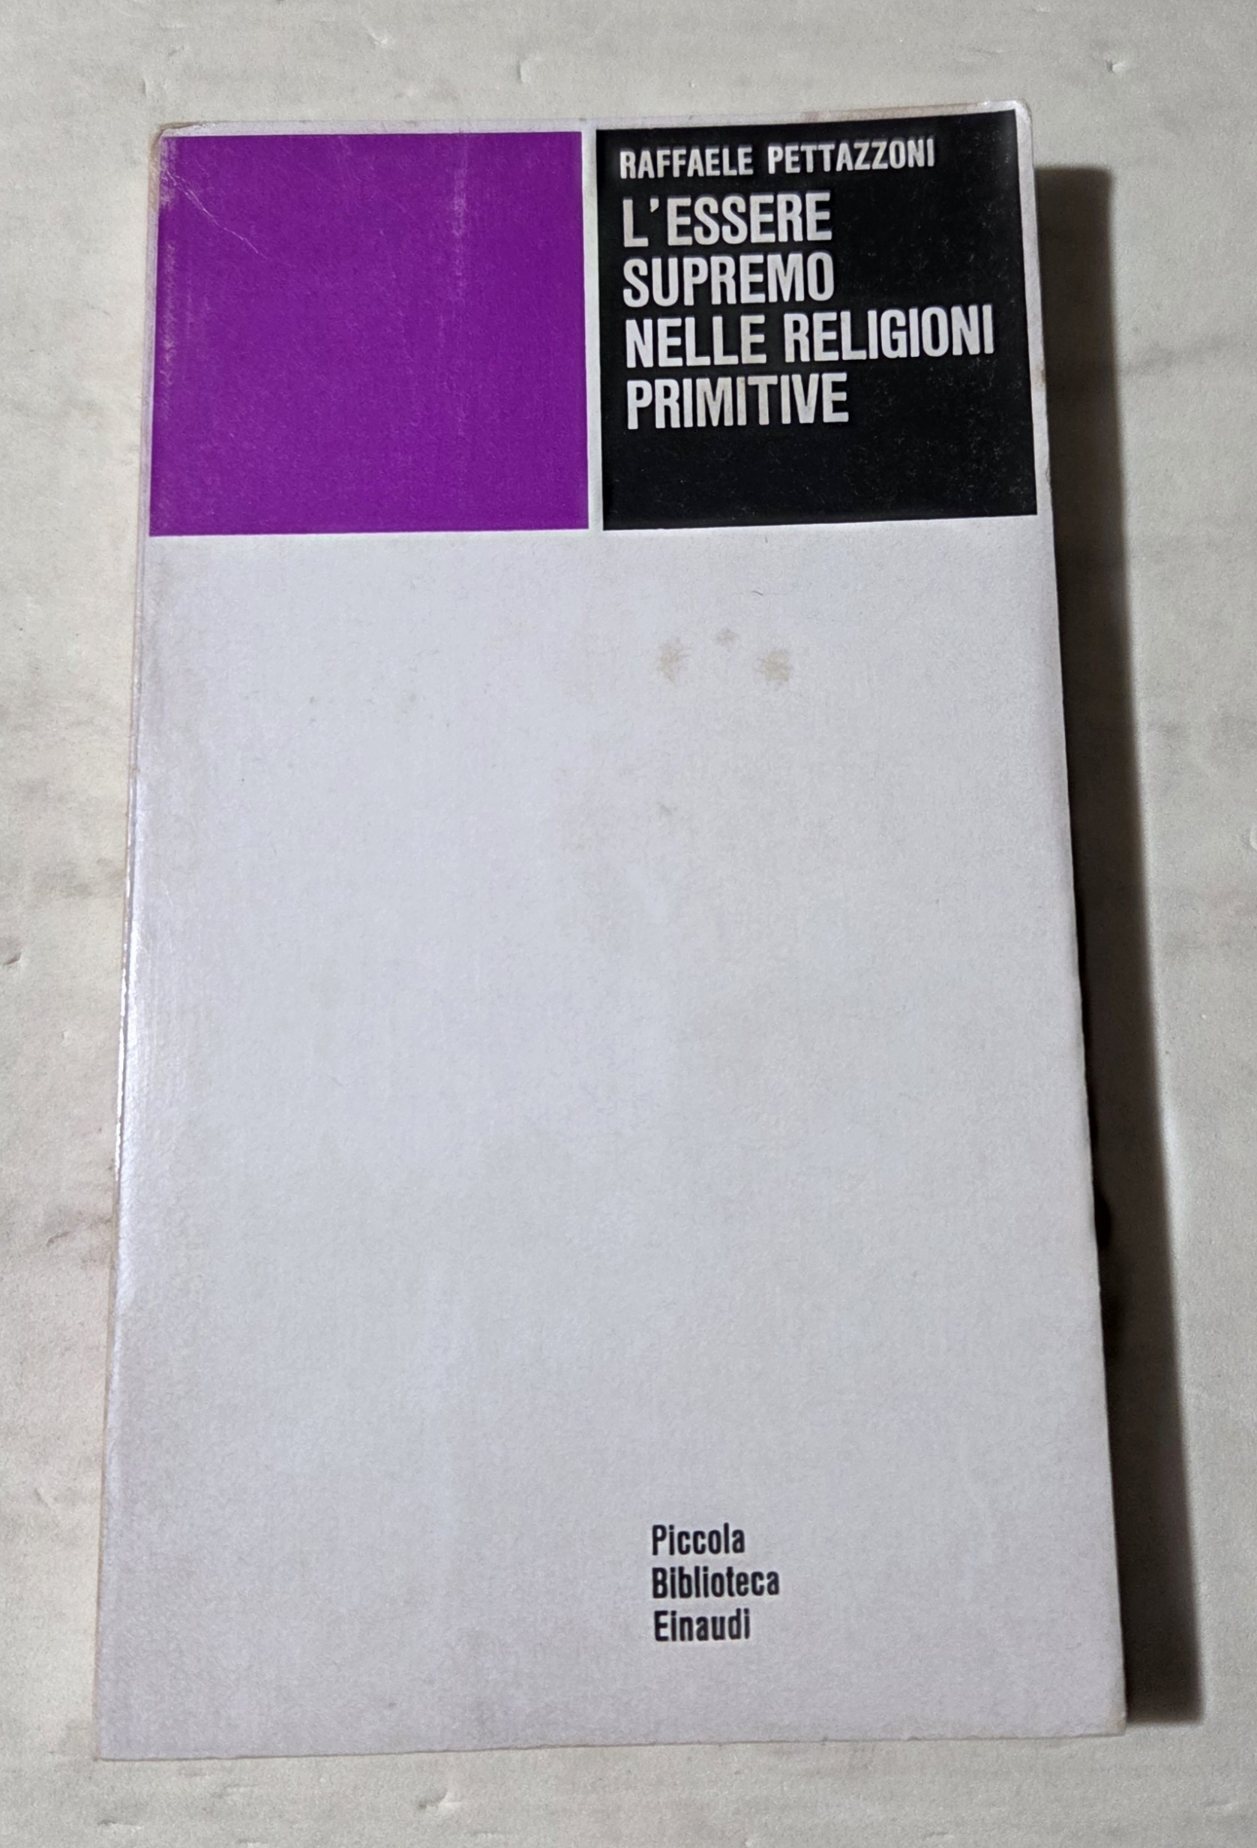 RAFFAELE PETTAZZONI
L'ESSERE
SUPREMO
NELLE RELIGIONI
PRIMITIVE
Piccola
Biblioteca
Einaudi